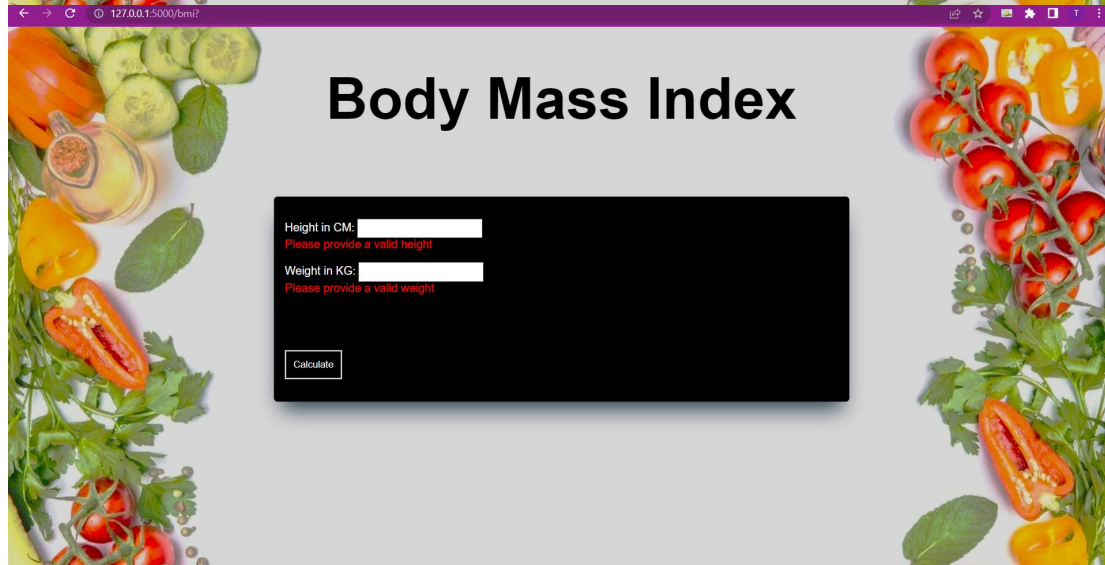 127.0.0.1:5000/bmi?
T
Body Mass Index
Height in CM:
Please provide a valid height
Weight in KG:
Please provide a valid weight
Calculate